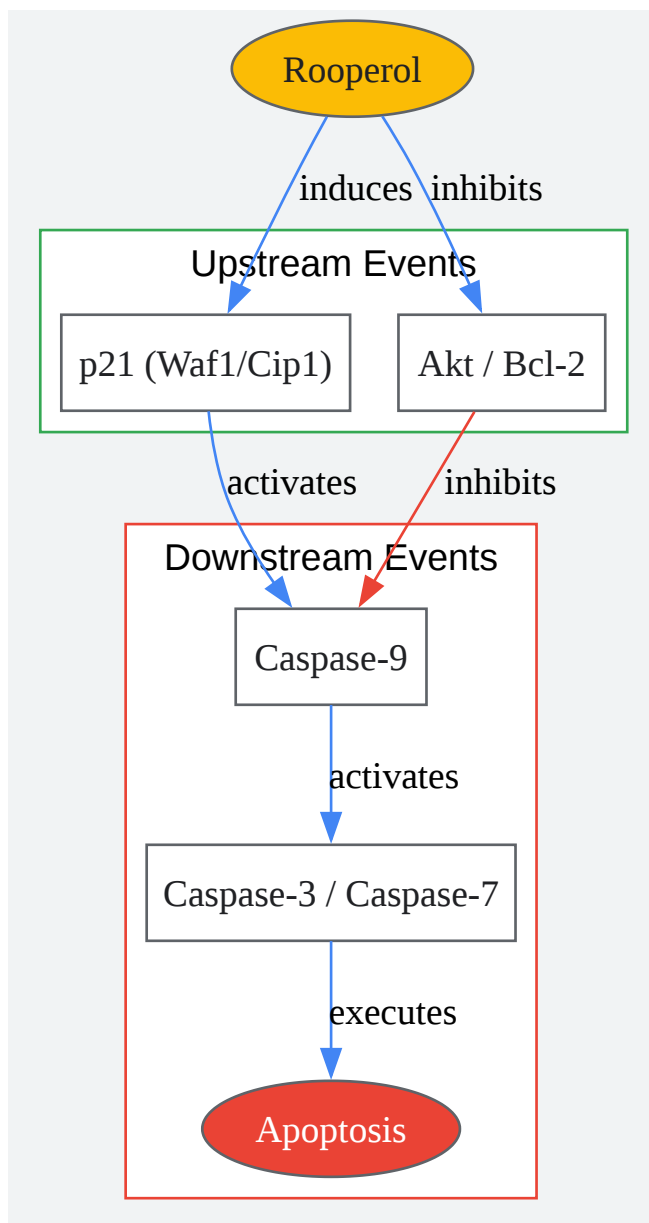 Rooperol
induces
inhibits
Upstream Events
p21 (Waf1/Cip1)
Akt / Bcl-2
activates
inhibits
Downstream Events
Caspase-9
activates
Caspase-3 / Caspase-7
executes
Apoptosis